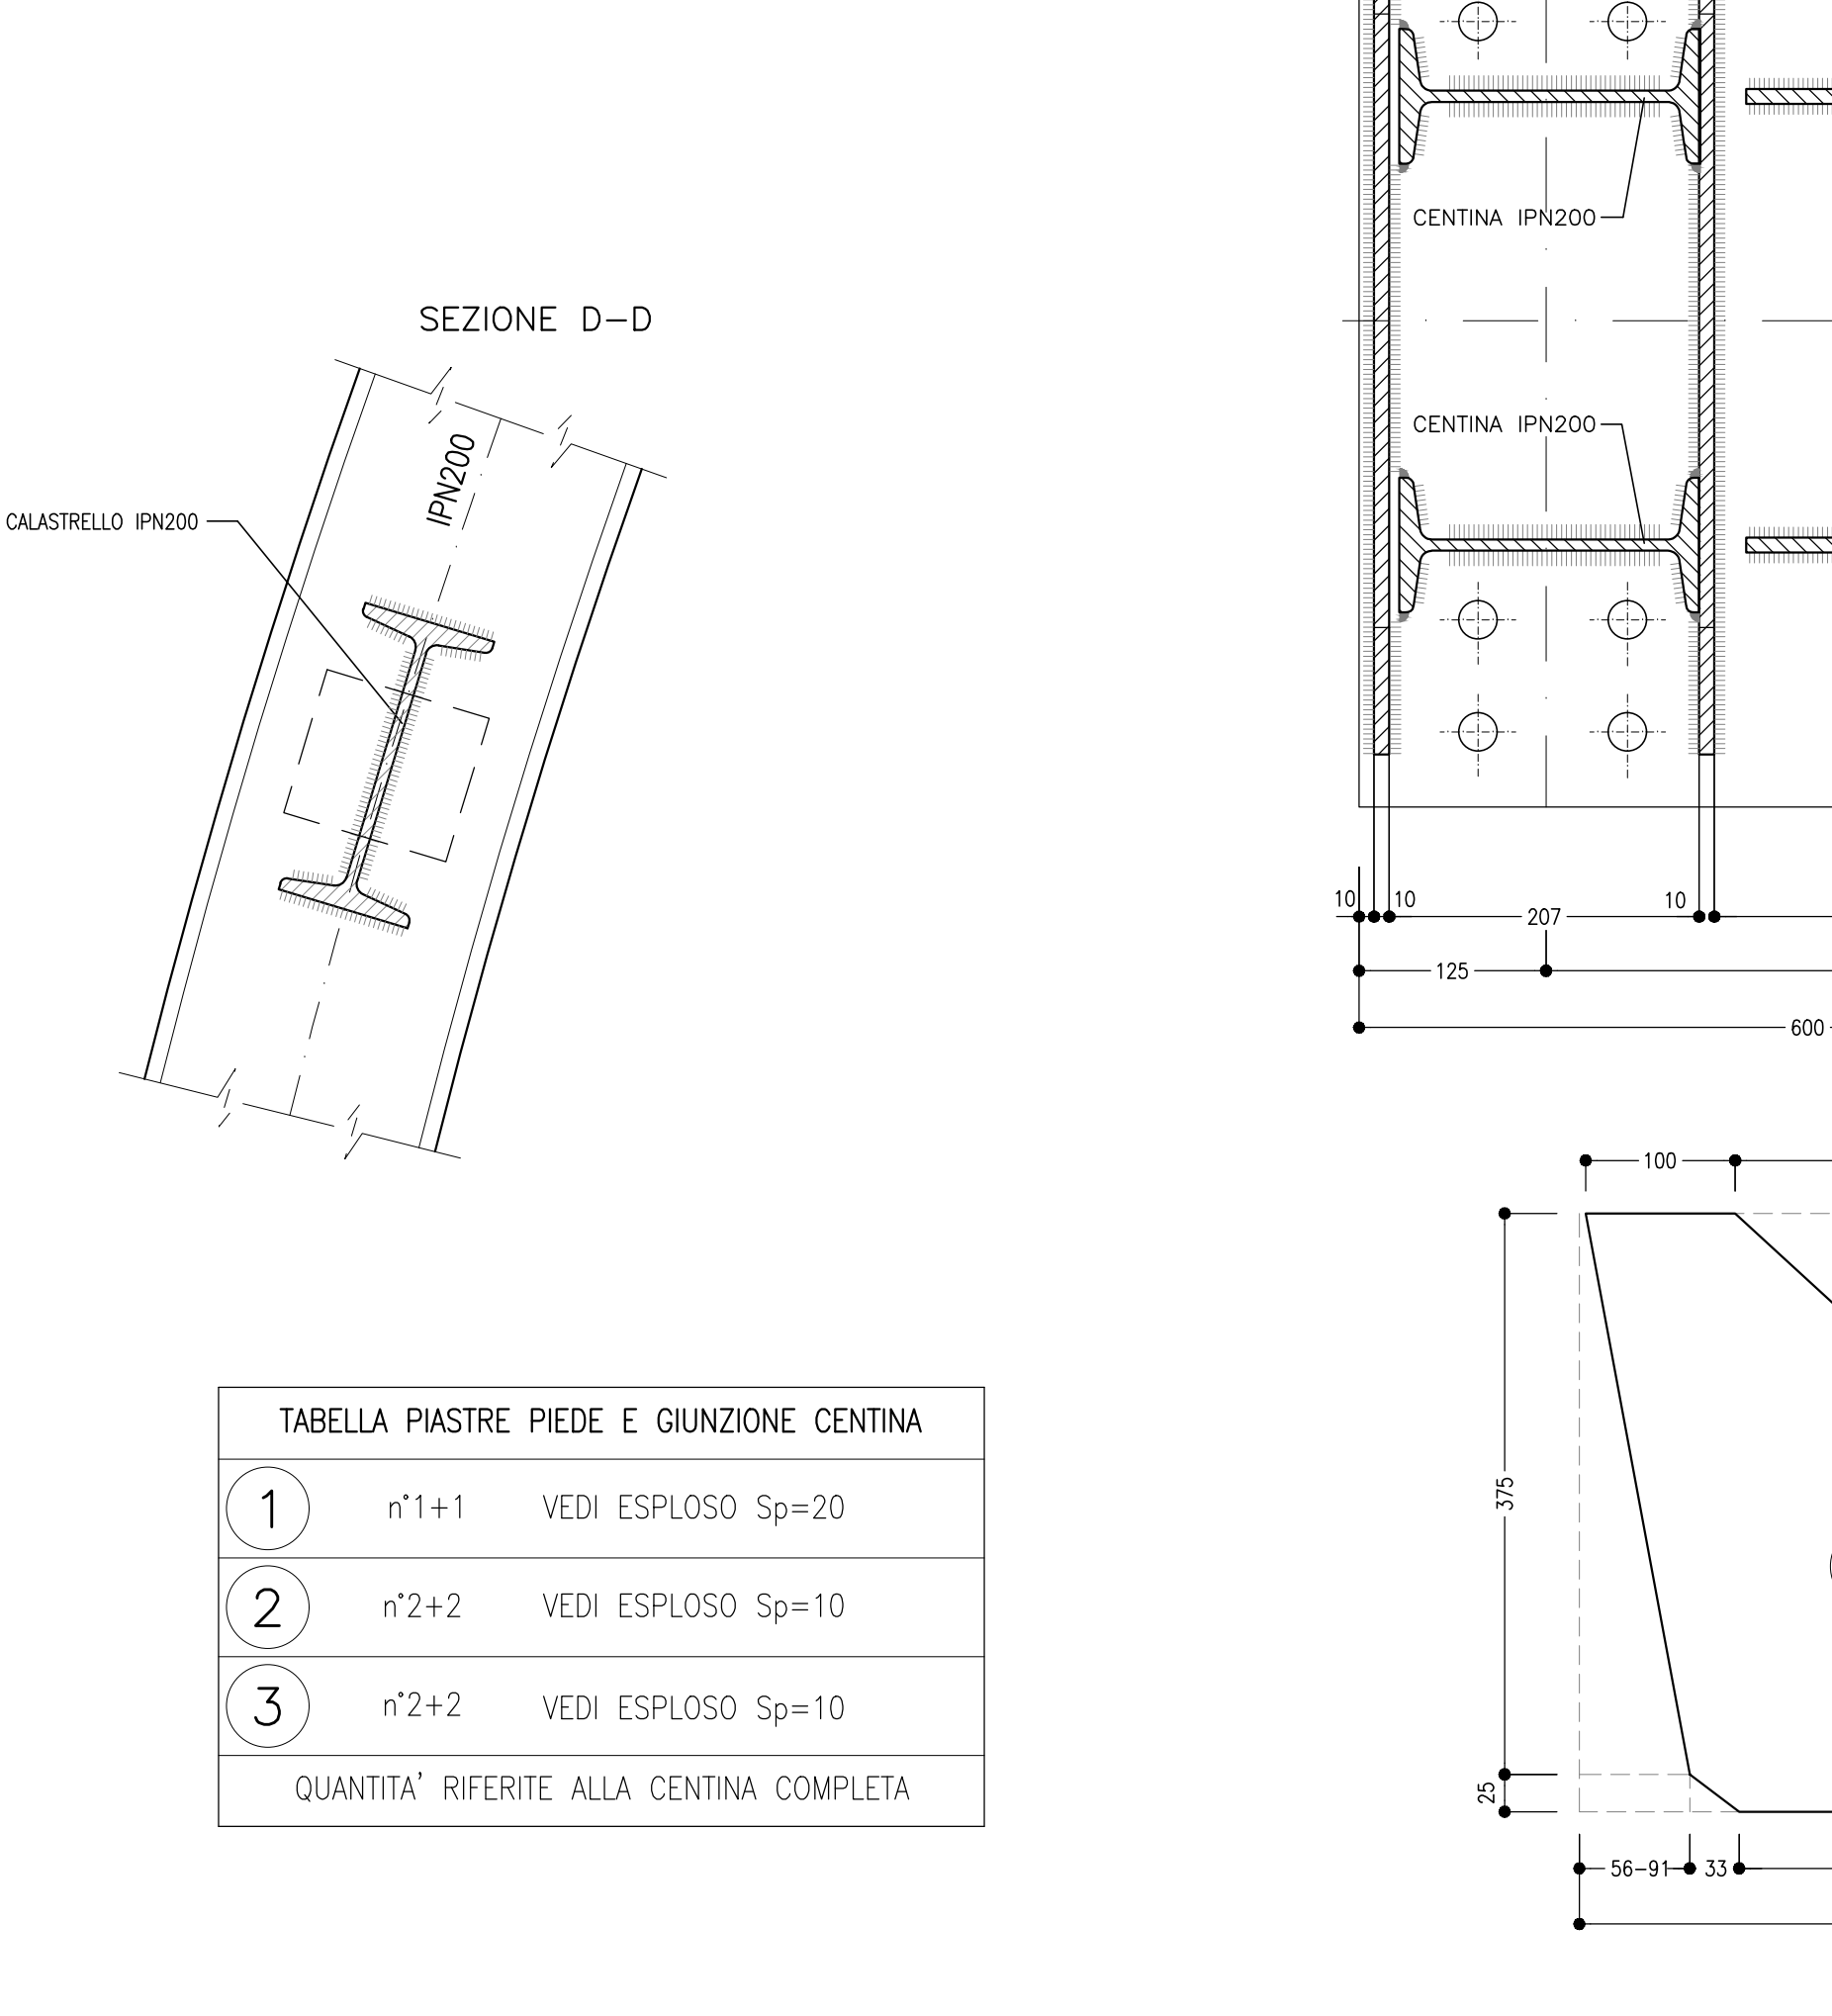 CENTINA IPN200
SEZIONE D-D
IPN200
CENTINA IPN200
CALASTRELLO IPN200
10
10
207
10
125
600
100
375
25
56-91
33
TABELLA PIASTRE PIEDE E GIUNZIONE CENTINA
1 n°1+1 VEDI ESPLOSO Sp=20
2 n°2+2 VEDI ESPLOSO Sp=10
3 n°2+2 VEDI ESPLOSO Sp=10
QUANTITA' RIFERITE ALLA CENTINA COMPLETA